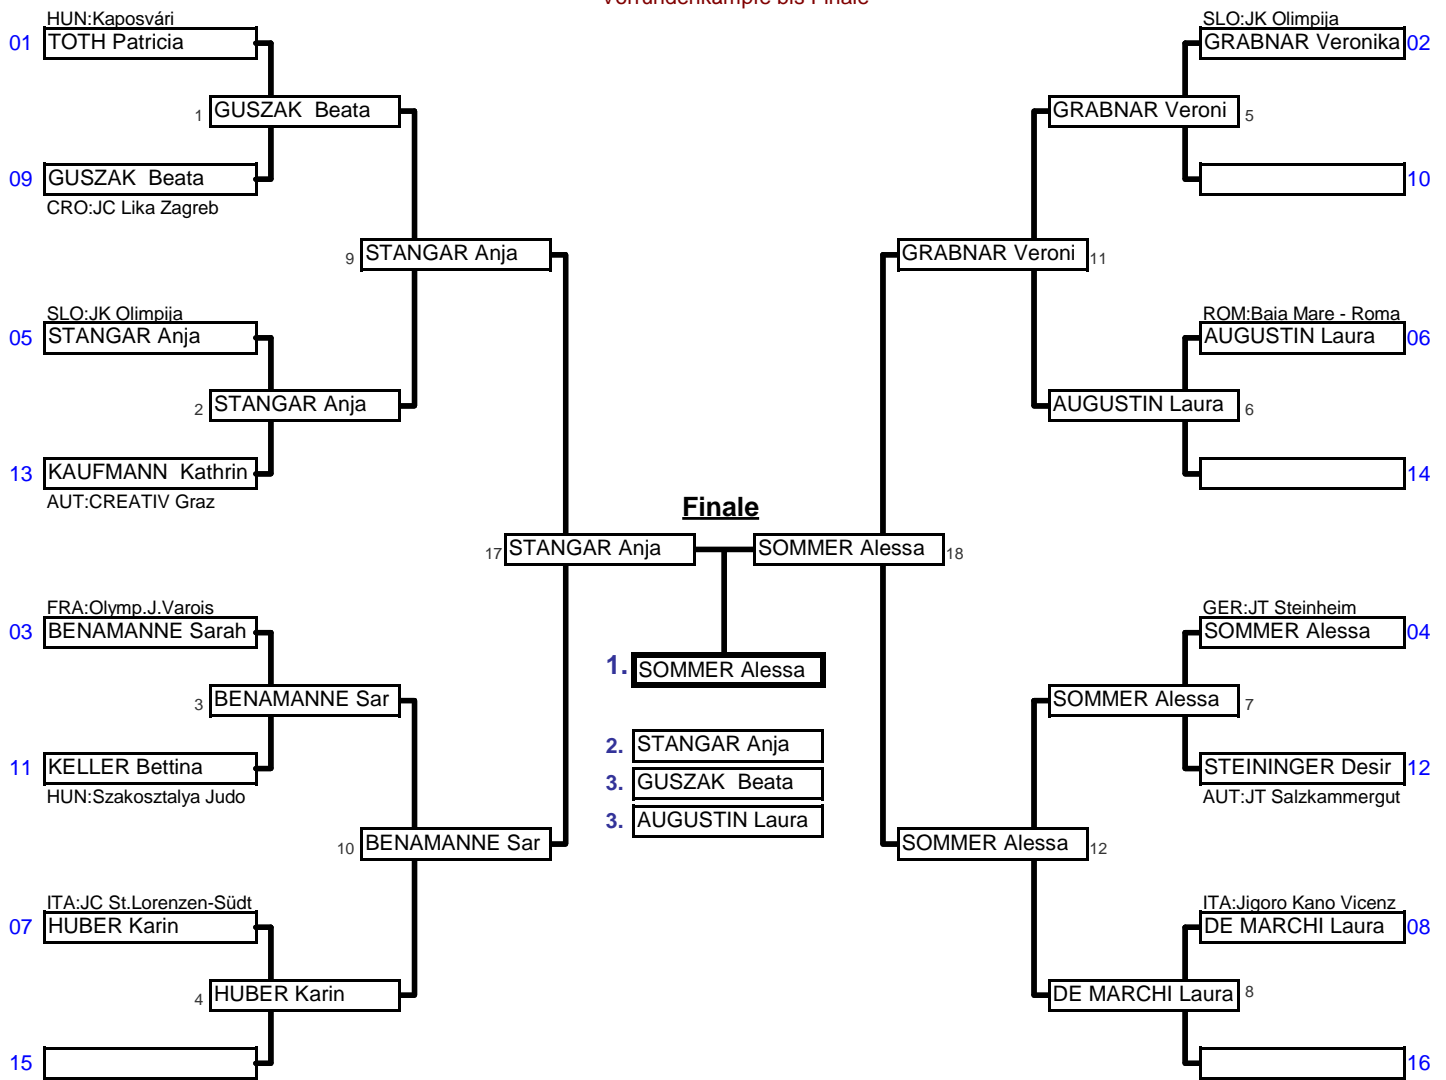 Vorrundenkämpfe bis Finale
HUN:Kaposvári
01 TOTH Patricia
1 GUSZAK  Beata
09 GUSZAK  Beata
CRO:JC Lika Zagreb
9 STANGAR Anja
SLO:JK Olimpija
05 STANGAR Anja
2 STANGAR Anja
13 KAUFMANN  Kathrin
AUT:CREATIV Graz
17 STANGAR Anja
FRA:Olymp.J.Varois
03 BENAMANNE Sarah
3 BENAMANNE Sar
11 KELLER Bettina
HUN:Szakosztalya Judo
10 BENAMANNE Sar
ITA:JC St.Lorenzen-Südt
07 HUBER Karin
4 HUBER Karin
15
Finale
1. SOMMER Alessa
2. STANGAR Anja
3. GUSZAK  Beata
3. AUGUSTIN Laura
SLO:JK Olimpija
GRABNAR Veronika 02
GRABNAR Veroni 5
10
GRABNAR Veroni 11
ROM:Baia Mare - Roma
AUGUSTIN Laura 06
AUGUSTIN Laura 6
14
SOMMER Alessa 18
GER:JT Steinheim
SOMMER Alessa 04
SOMMER Alessa 7
STEININGER Desir 12
AUT:JT Salzkammergut
SOMMER Alessa 12
ITA:Jigoro Kano Vicenz
DE MARCHI Laura 08
DE MARCHI Laura 8
16